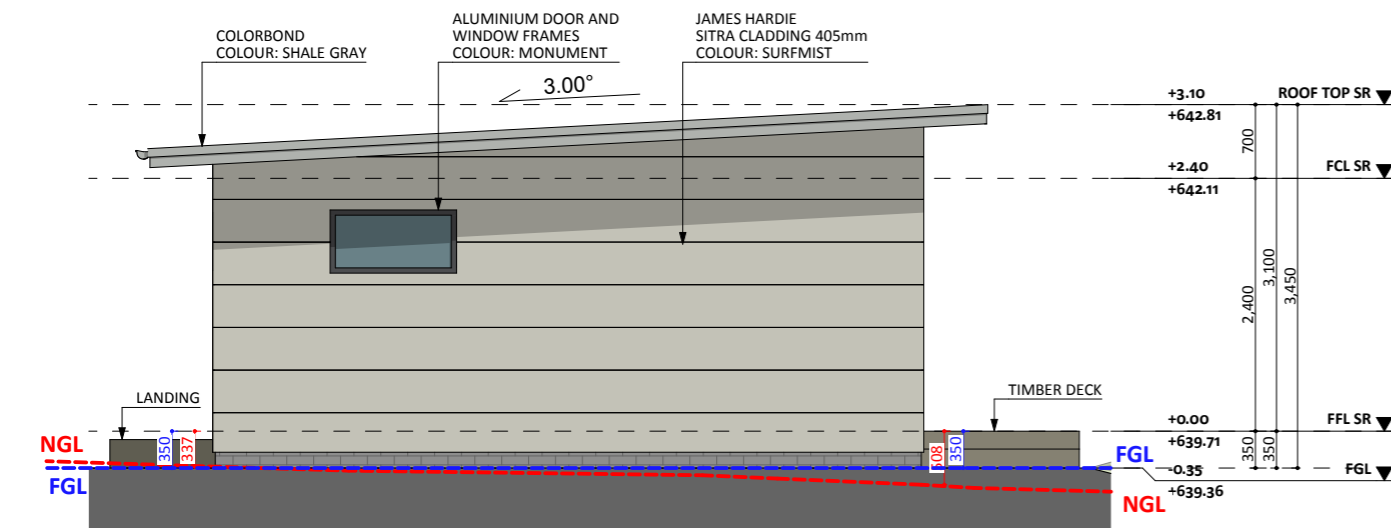 COLORBOND
COLOUR: SHALE GRAY
ALUMINIUM DOOR AND
WINDOW FRAMES
COLOUR: MONUMENT
JAMES HARDIE
SITRA CLADDING 405mm
COLOUR: SURFMIST
3.00°
+3.10 ROOF TOP SR
+642.81
700
+2.40 FCL SR
+642.11
2,400
3,100
3,450
LANDING
TIMBER DECK
+0.00 FFL SR
+639.71
350
350
NGL
FGL
350
337
508
350
FGL
NGL
-0.35 FGL
+639.36